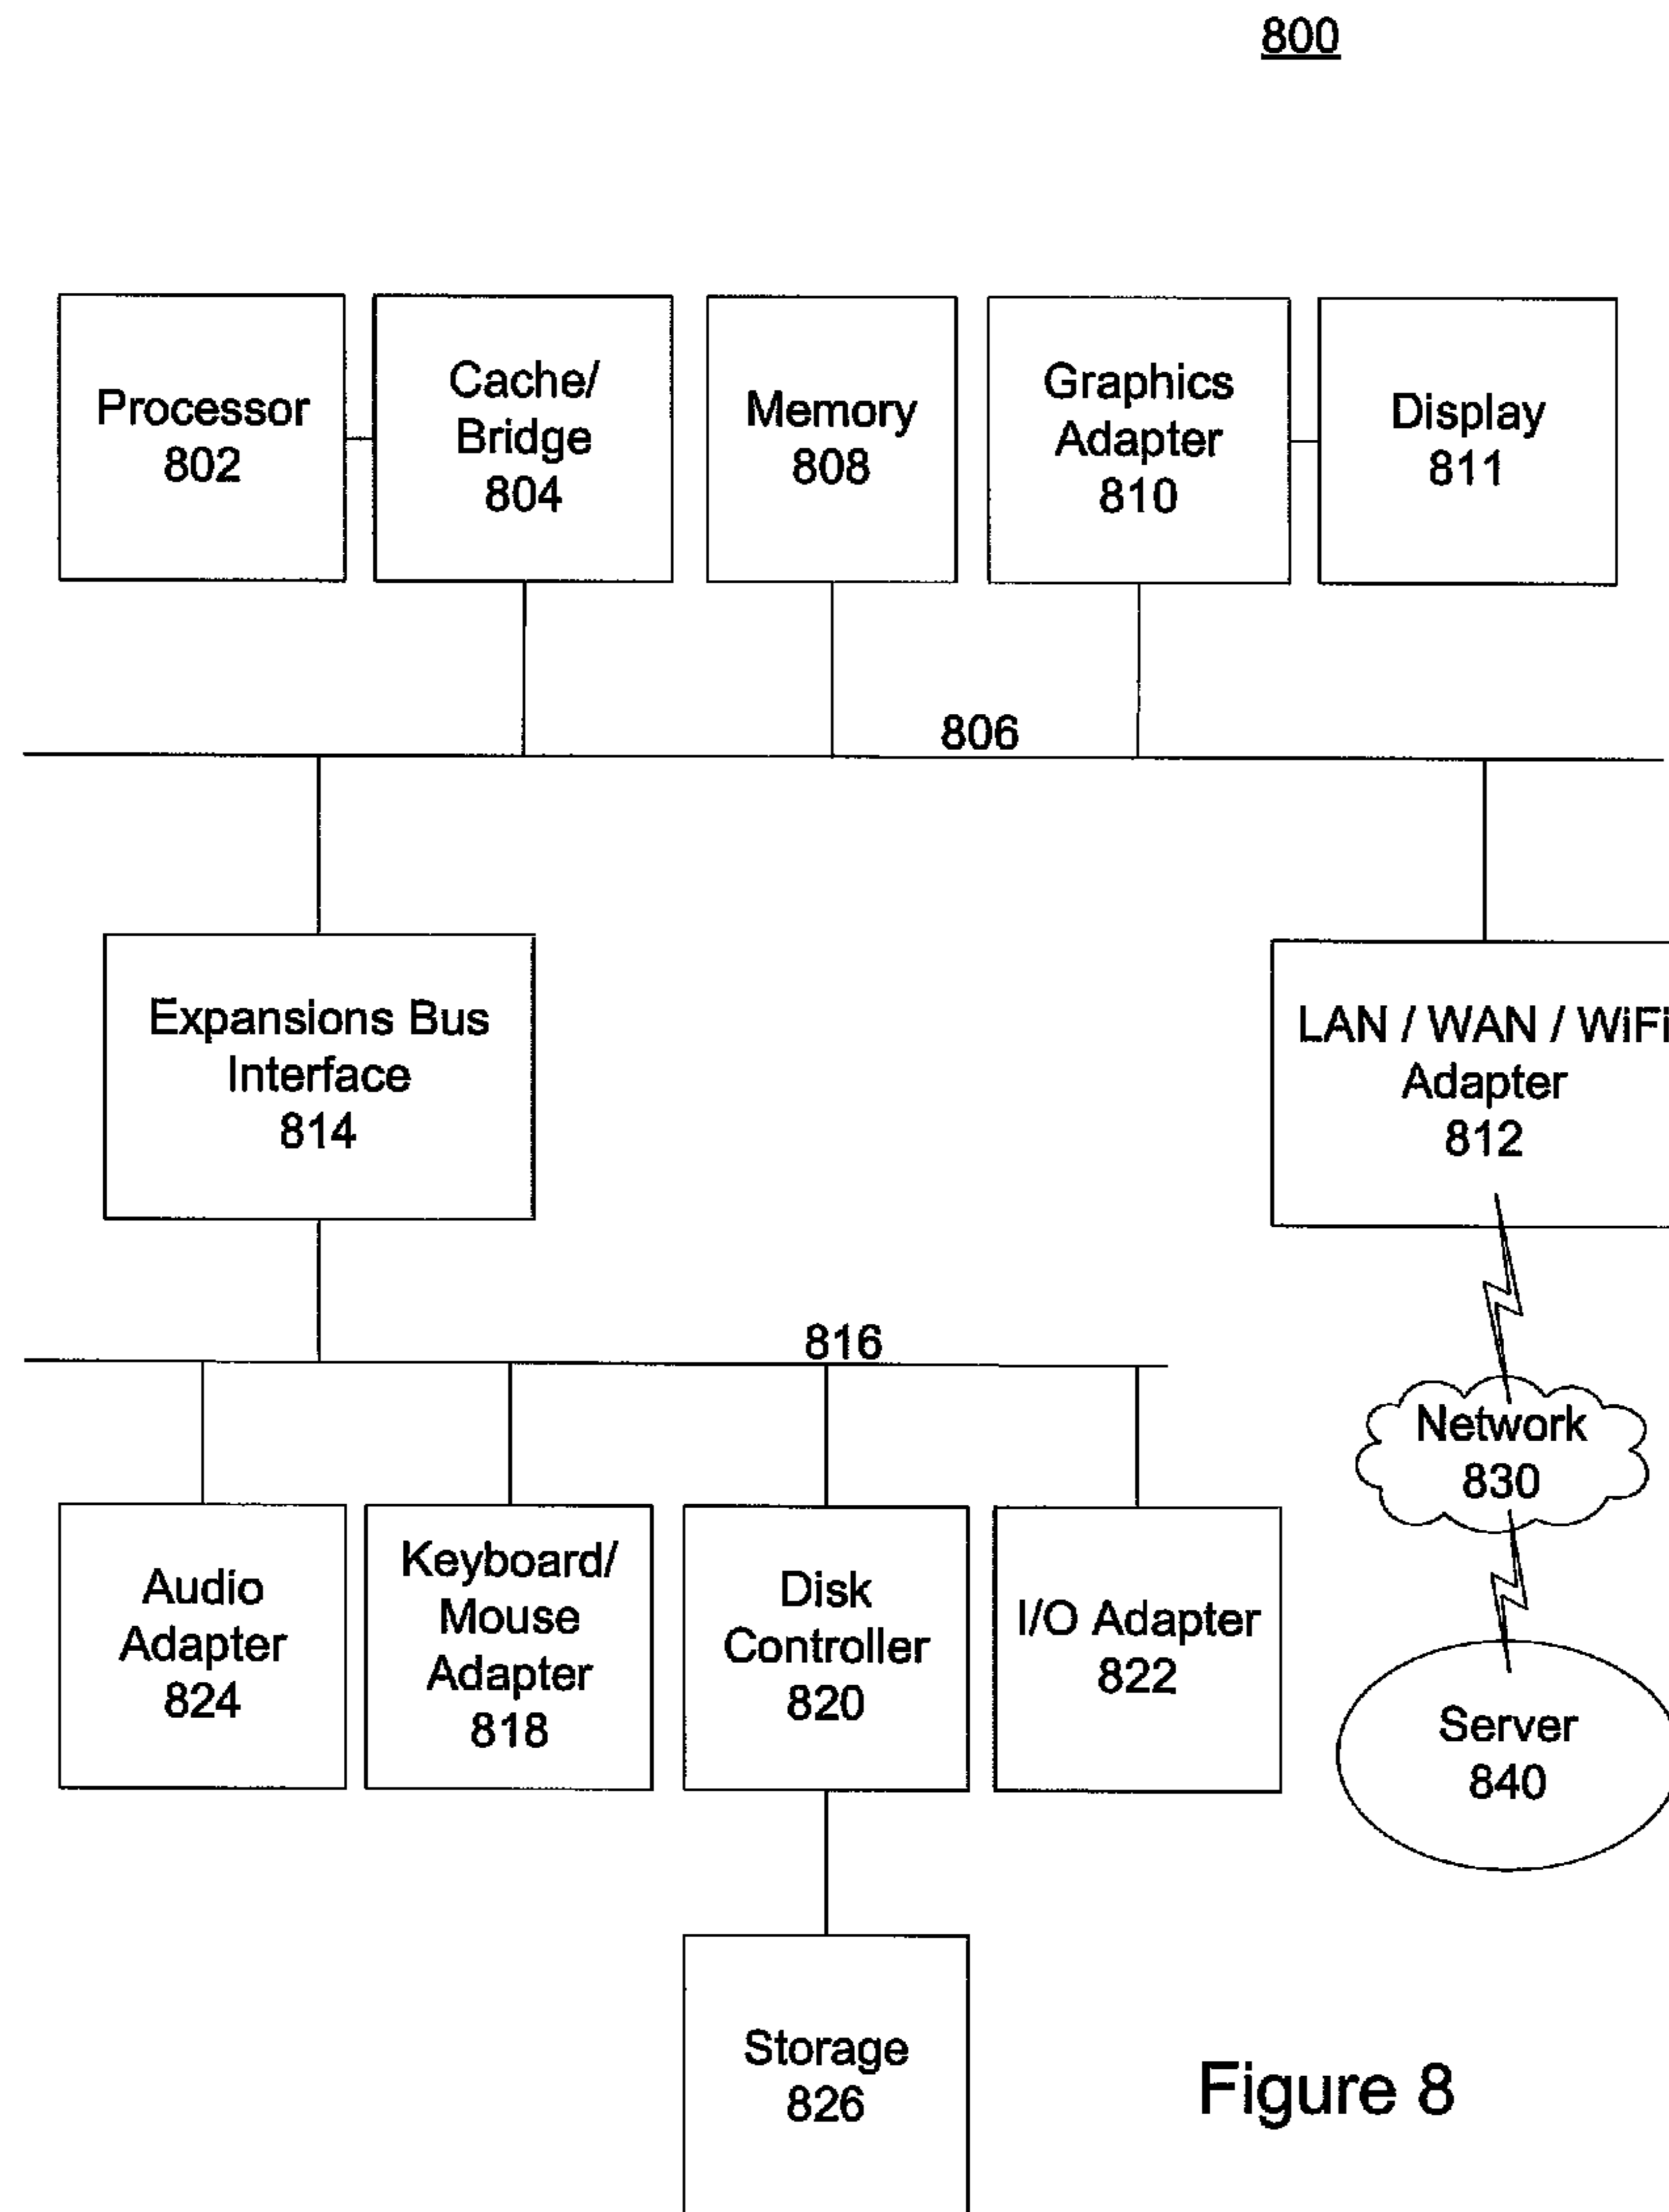 800
Processor
802
Cache/
Bridge
804
Memory
808
Graphics
Adapter
810
Display
811
806
Expansions Bus
Interface
814
LAN / WAN / WiFi
Adapter
812
816
Audio
Adapter
824
Keyboard/
Mouse
Adapter
818
Disk
Controller
820
I/O Adapter
822
Network
830
Server
840
Storage
826
Figure 8